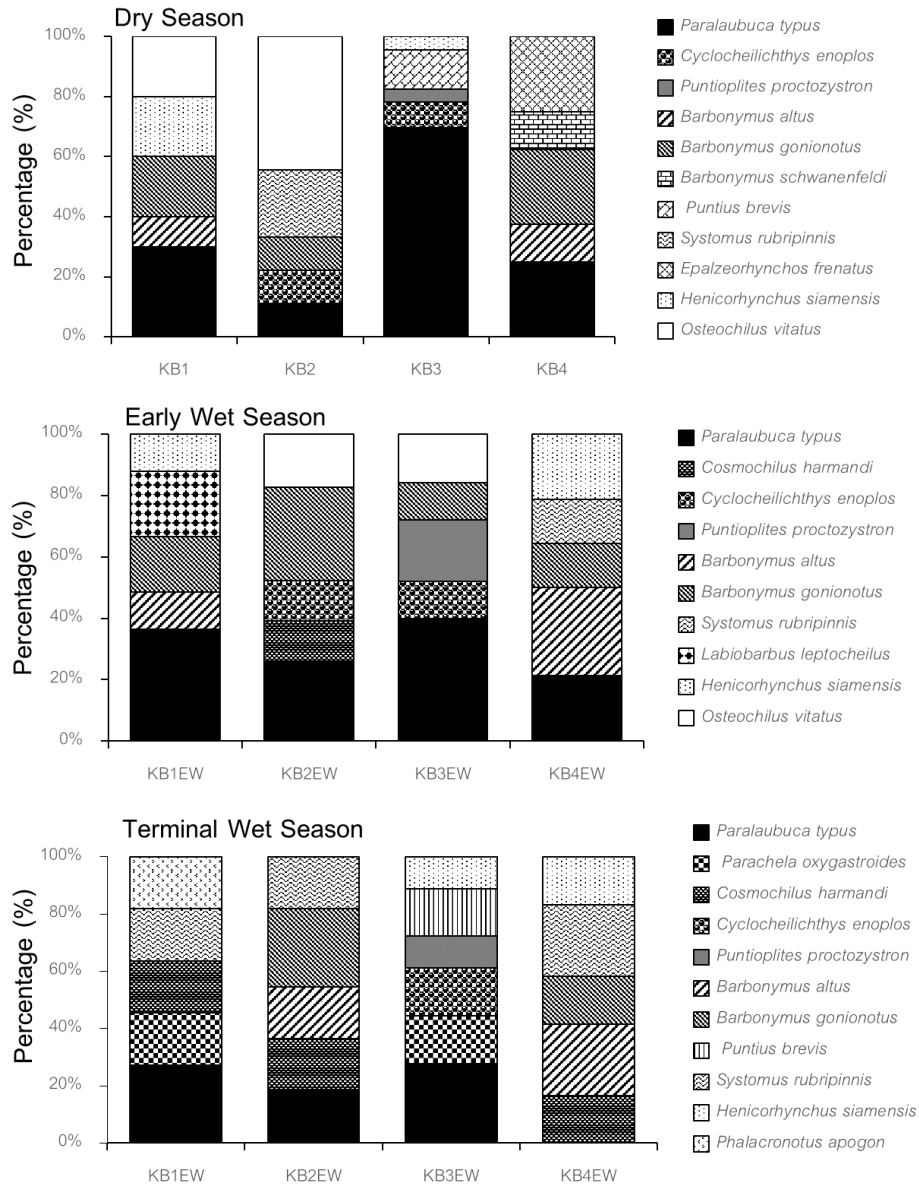 Dry Season
Percentage (%)
100%
80%
60%
40%
20%
0%
KB1
KB2
KB3
KB4
Paralaubuca typus
Cyclocheilichthys enoplos
Puntioplites proctozystron
Barbonymus altus
Barbonymus gonionotus
Barbonymus schwanenfeldi
Puntius brevis
Systomus rubripinnis
Epalzeorhynchos frenatus
Henicorhynchus siamensis
Osteochilus vitatus
Early Wet Season
Percentage (%)
100%
80%
60%
40%
20%
0%
KB1EW
KB2EW
KB3EW
KB4EW
Paralaubuca typus
Cosmochilus harmandi
Cyclocheilichthys enoplos
Puntioplites proctozystron
Barbonymus altus
Barbonymus gonionotus
Systomus rubripinnis
Labiobarbus leptocheilus
Henicorhynchus siamensis
Osteochilus vitatus
Terminal Wet Season
Percentage (%)
100%
80%
60%
40%
20%
0%
KB1EW
KB2EW
KB3EW
KB4EW
Paralaubuca typus
Parachela oxygastroides
Cosmochilus harmandi
Cyclocheilichthys enoplos
Puntioplites proctozystron
Barbonymus altus
Barbonymus gonionotus
Puntius brevis
Systomus rubripinnis
Henicorhynchus siamensis
Phalacronotus apogon